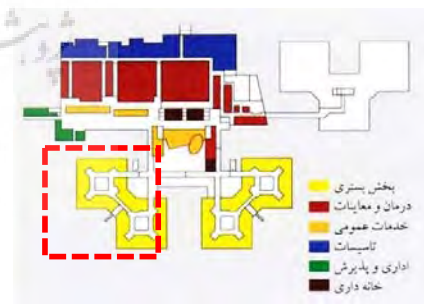 بخش بستری
درمان و معاینات
خدمات عمومی
تاسیسات
اداری و پذیرش
خانه داری